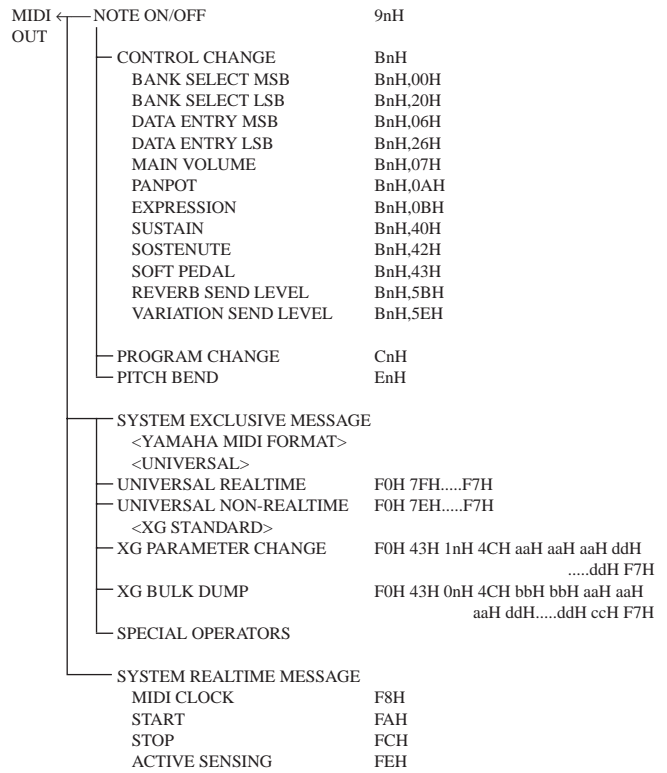 MIDI OUT
NOTE ON/OFF 9nH
CONTROL CHANGE BnH
BANK SELECT MSB BnH,00H
BANK SELECT LSB BnH,20H
DATA ENTRY MSB BnH,06H
DATA ENTRY LSB BnH,26H
MAIN VOLUME BnH,07H
PANPOT BnH,0AH
EXPRESSION BnH,0BH
SUSTAIN BnH,40H
SOSTENUTE BnH,42H
SOFT PEDAL BnH,43H
REVERB SEND LEVEL BnH,5BH
VARIATION SEND LEVEL BnH,5EH
PROGRAM CHANGE CnH
PITCH BEND EnH
SYSTEM EXCLUSIVE MESSAGE
<YAMAHA MIDI FORMAT>
<UNIVERSAL>
UNIVERSAL REALTIME F0H 7FH.....F7H
UNIVERSAL NON-REALTIME F0H 7EH.....F7H
<XG STANDARD>
XG PARAMETER CHANGE F0H 43H 1nH 4CH aaH aaH aaH ddH
.....ddH F7H
XG BULK DUMP F0H 43H 0nH 4CH bbH bbH aaH aaH
aaH ddH.....ddH ccH F7H
SPECIAL OPERATORS
SYSTEM REALTIME MESSAGE
MIDI CLOCK F8H
START FAH
STOP FCH
ACTIVE SENSING FEH